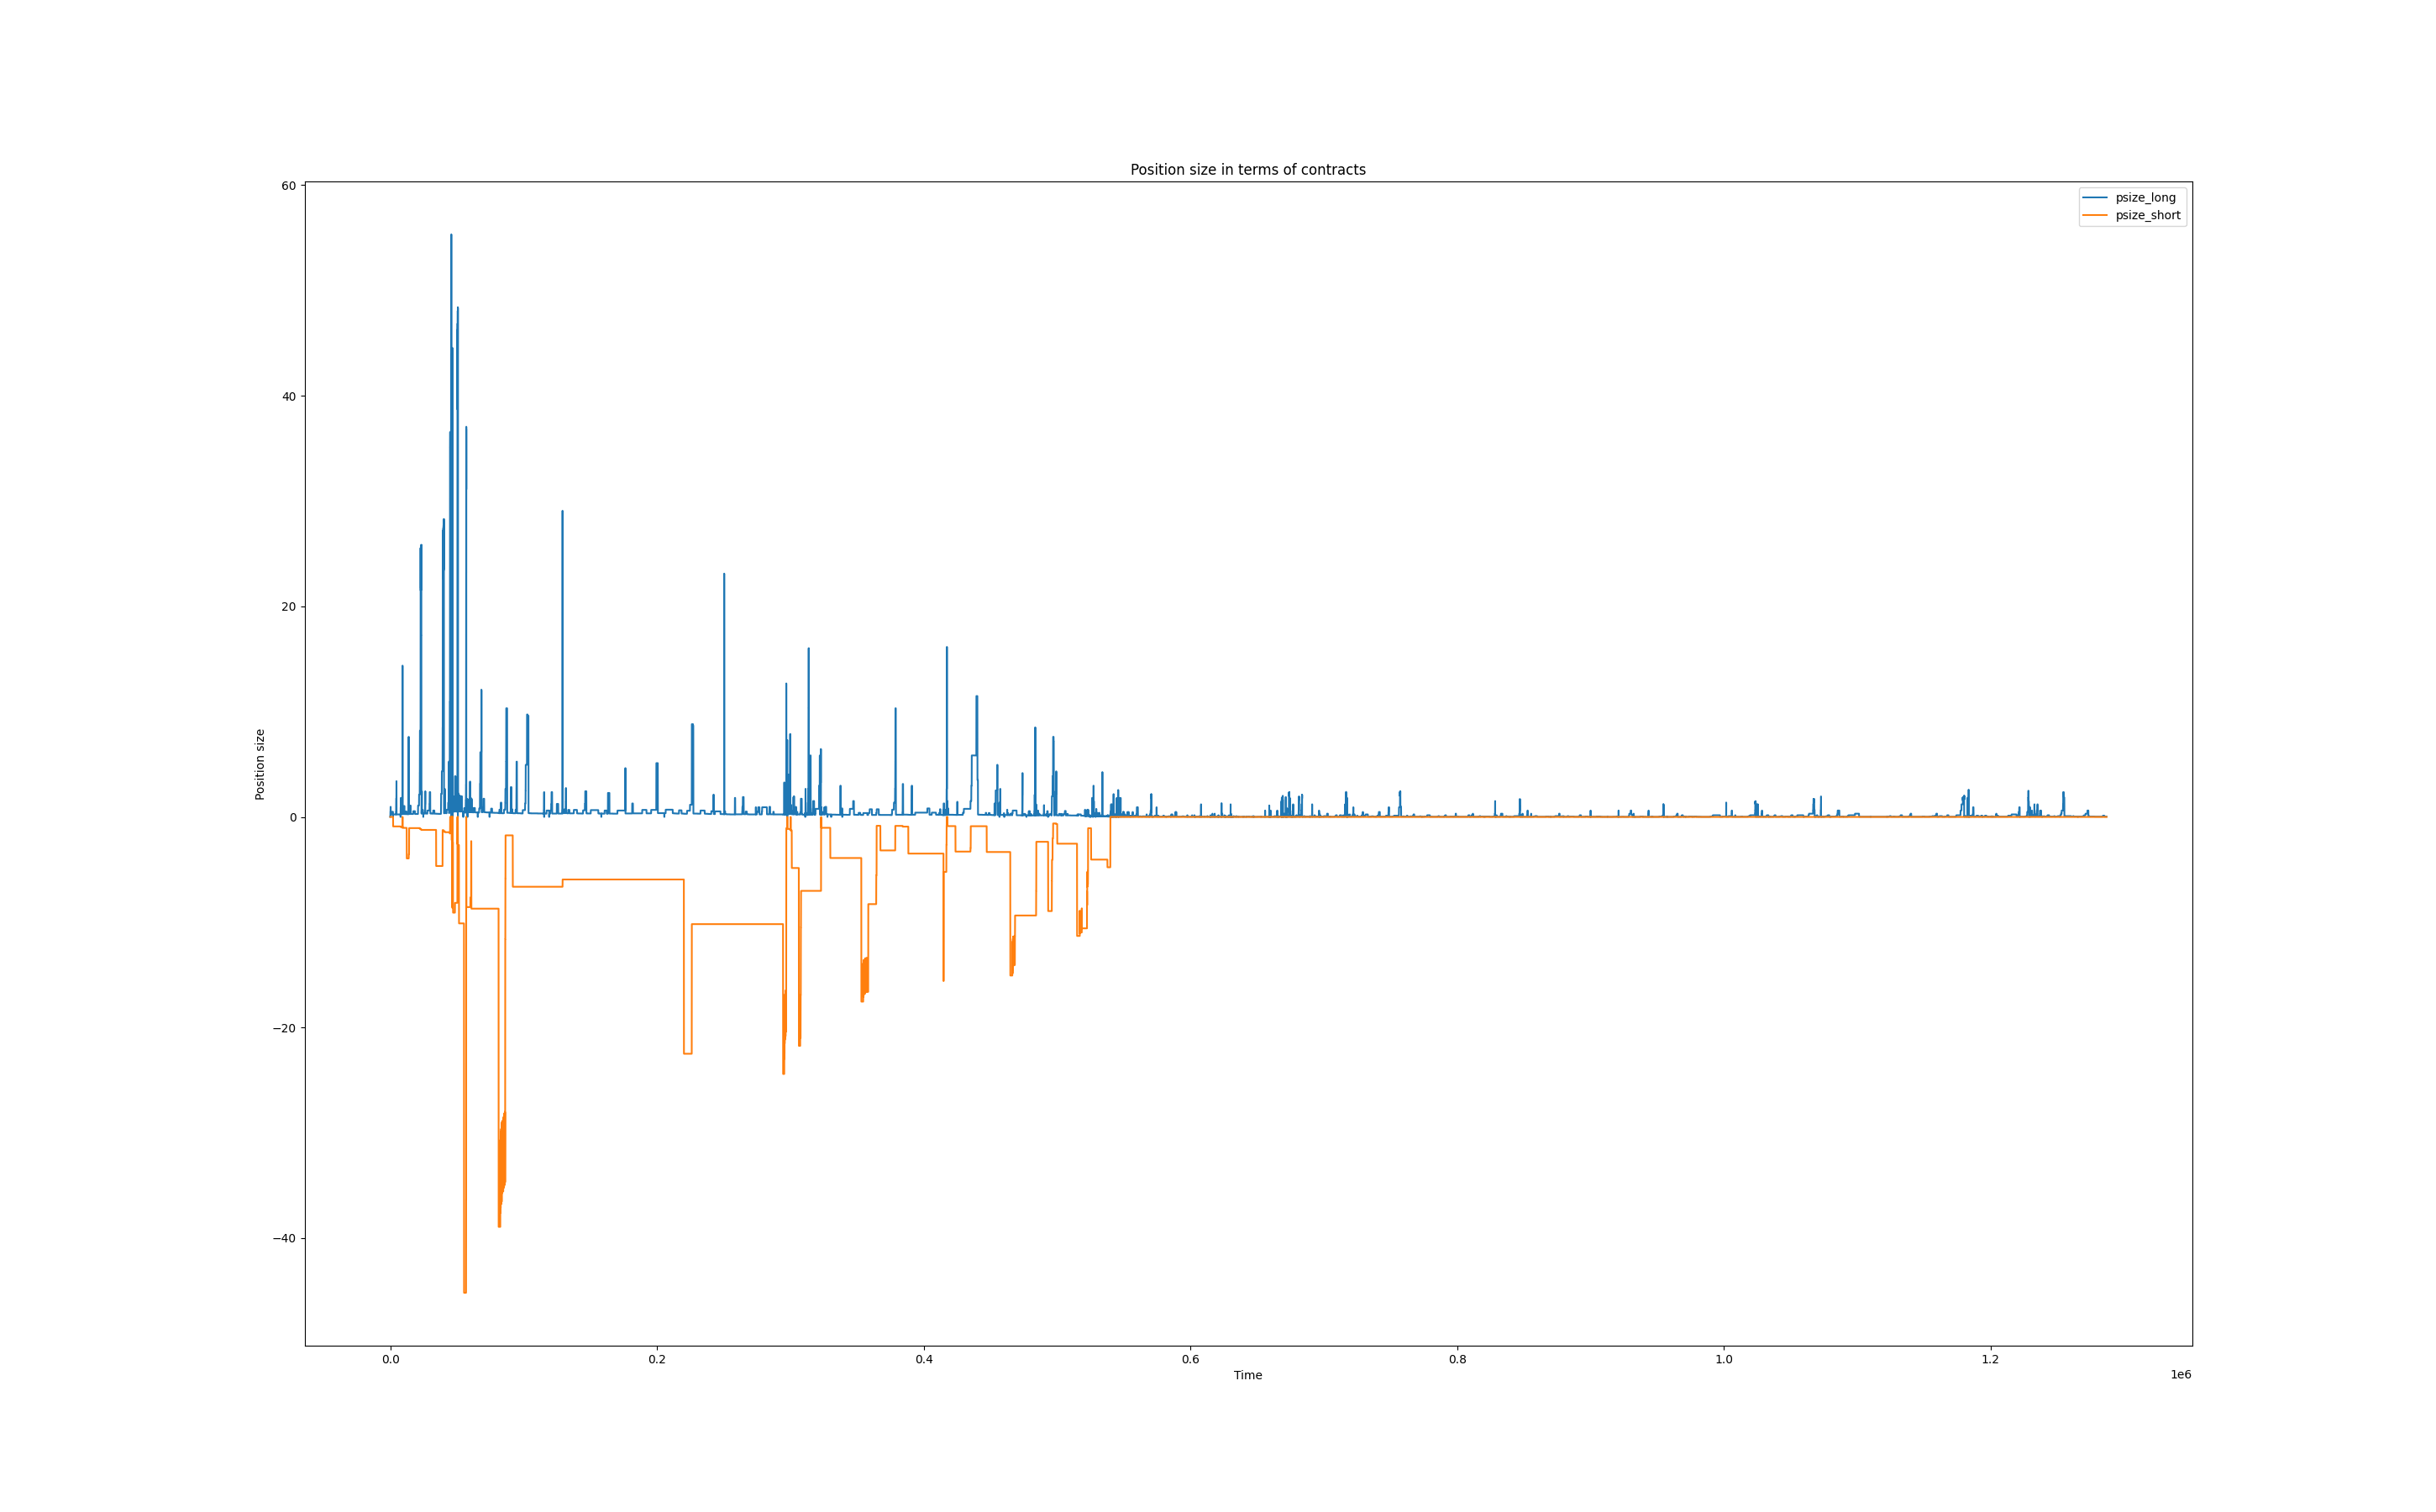 Position size in terms of contracts
psize_long
psize_short
60
40
20
0
−20
−40
Position size
0.0
0.2
0.4
0.6
0.8
1.0
1.2
1e6
Time